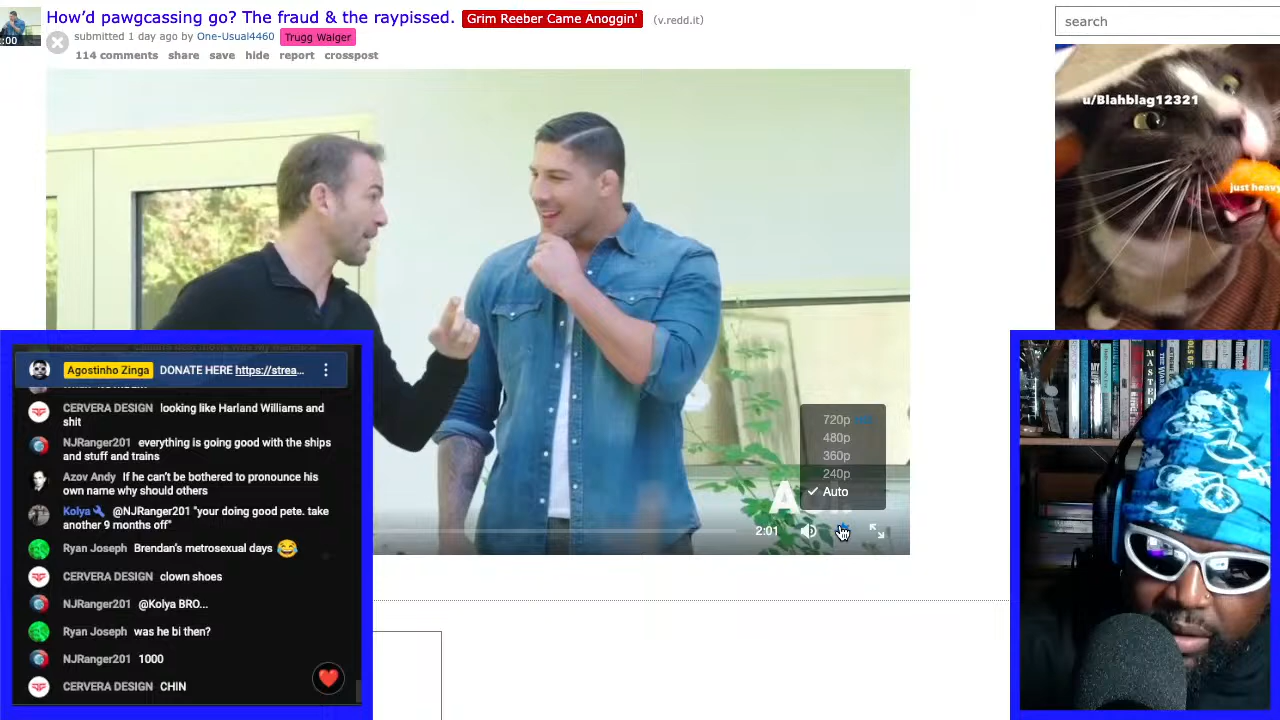 How'd pawgcassing go? The fraud & the raypissed. Grim Reeber Came Anoggin' (v.redd.it)
submitted 1 day ago by One-Usual4460 Trugg Walger
114 comments share save hide report crosspost
search
u/Blahblag12321
just heavy
:00
Agostinho Zinga DONATE HERE https://strea...
CERVERA DESIGN looking like Harland Williams and
shit
NJRanger201 everything is going good with the ships
and stuff and trains
Azov Andy If he can't be bothered to pronounce his
own name why should others
Kolya @NJRanger201 "your doing good pete. take
another 9 months off"
Ryan Joseph Brendan's metrosexual days 😂
CERVERA DESIGN clown shoes
NJRanger201 @Kolya BRO...
Ryan Joseph was he bi then?
NJRanger201 1000
CERVERA DESIGN CHIN
720p
480p
360p
240p
✓ Auto
2:01